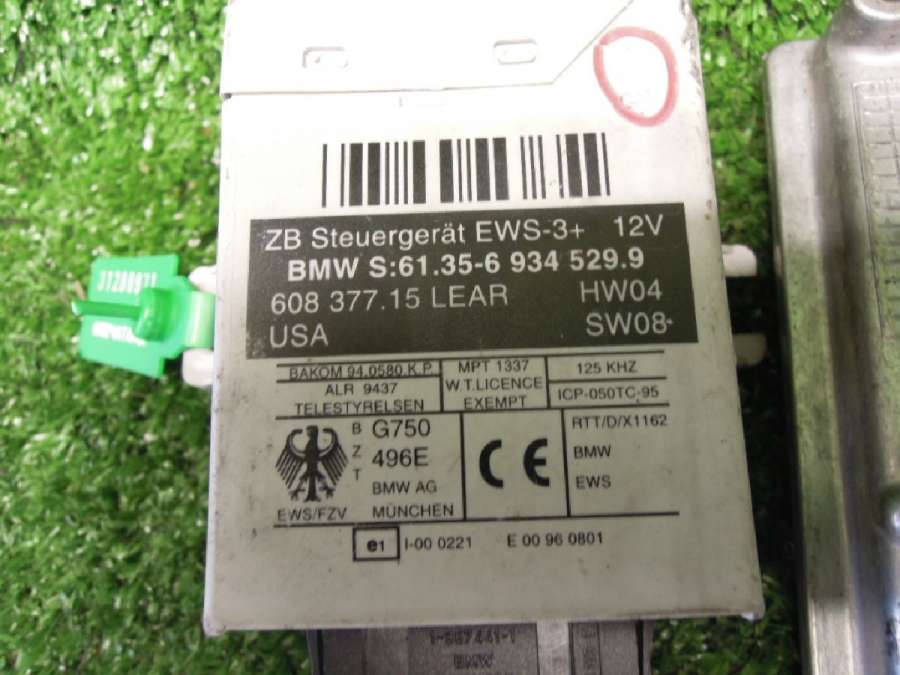 ZB Steuergerät EWS-3+ 12V
BMW S:61.35-6 934 529.9
608 377.15 LEAR HW04
USA SW08
BAKOM 94.0580.K.P MPT 1337 125 KHZ
ALR 9437 W.T.LICENCE
TELESTYRELSEN EXEMPT ICP-050TC-95
BZT G750 CE RTT/D/X1162
496E BMW
BMW AG EWS
EWS/FZV MÜNCHEN
e1 I-00 0221 E 00 96 0801
BMW